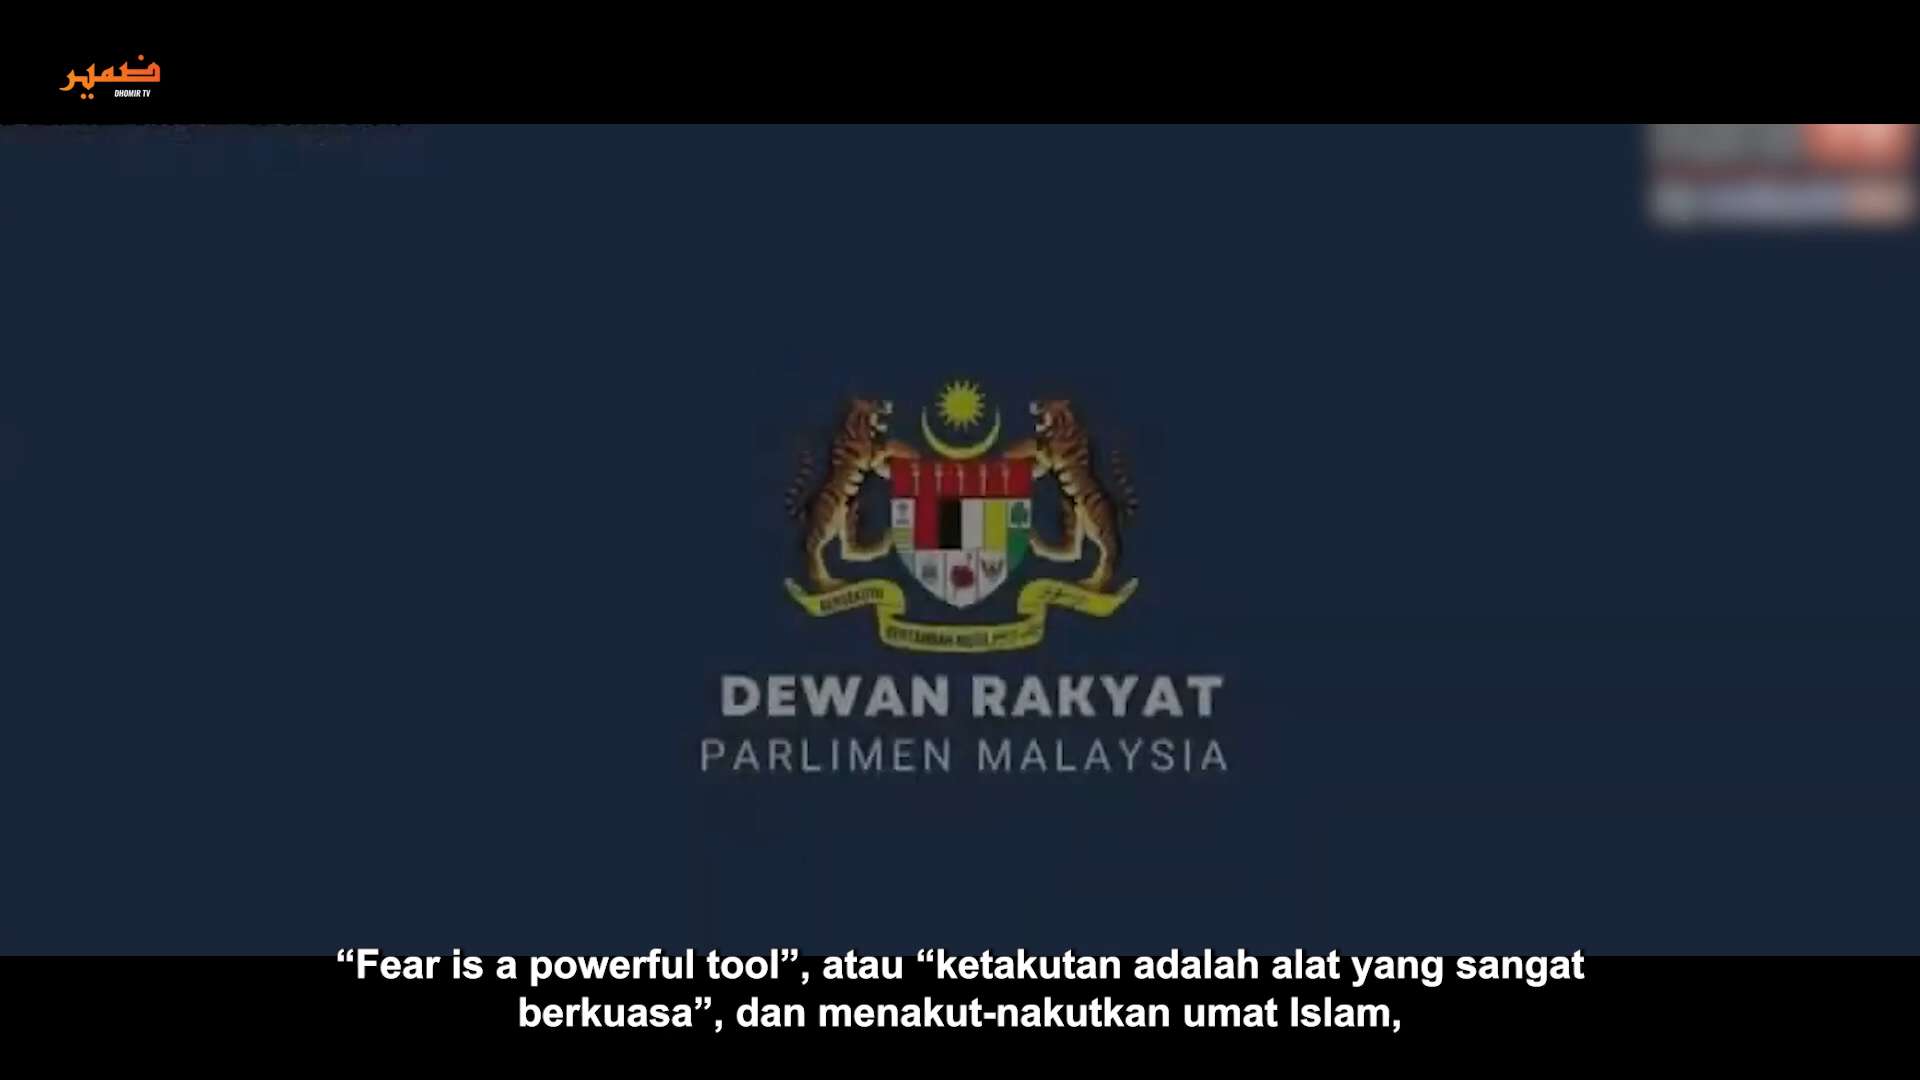 ضمير
DHOMIR TV
DEWAN RAKYAT
PARLIMEN MALAYSIA
“Fear is a powerful tool”, atau “ketakutan adalah alat yang sangat
berkuasa”, dan menakut-nakutkan umat Islam,